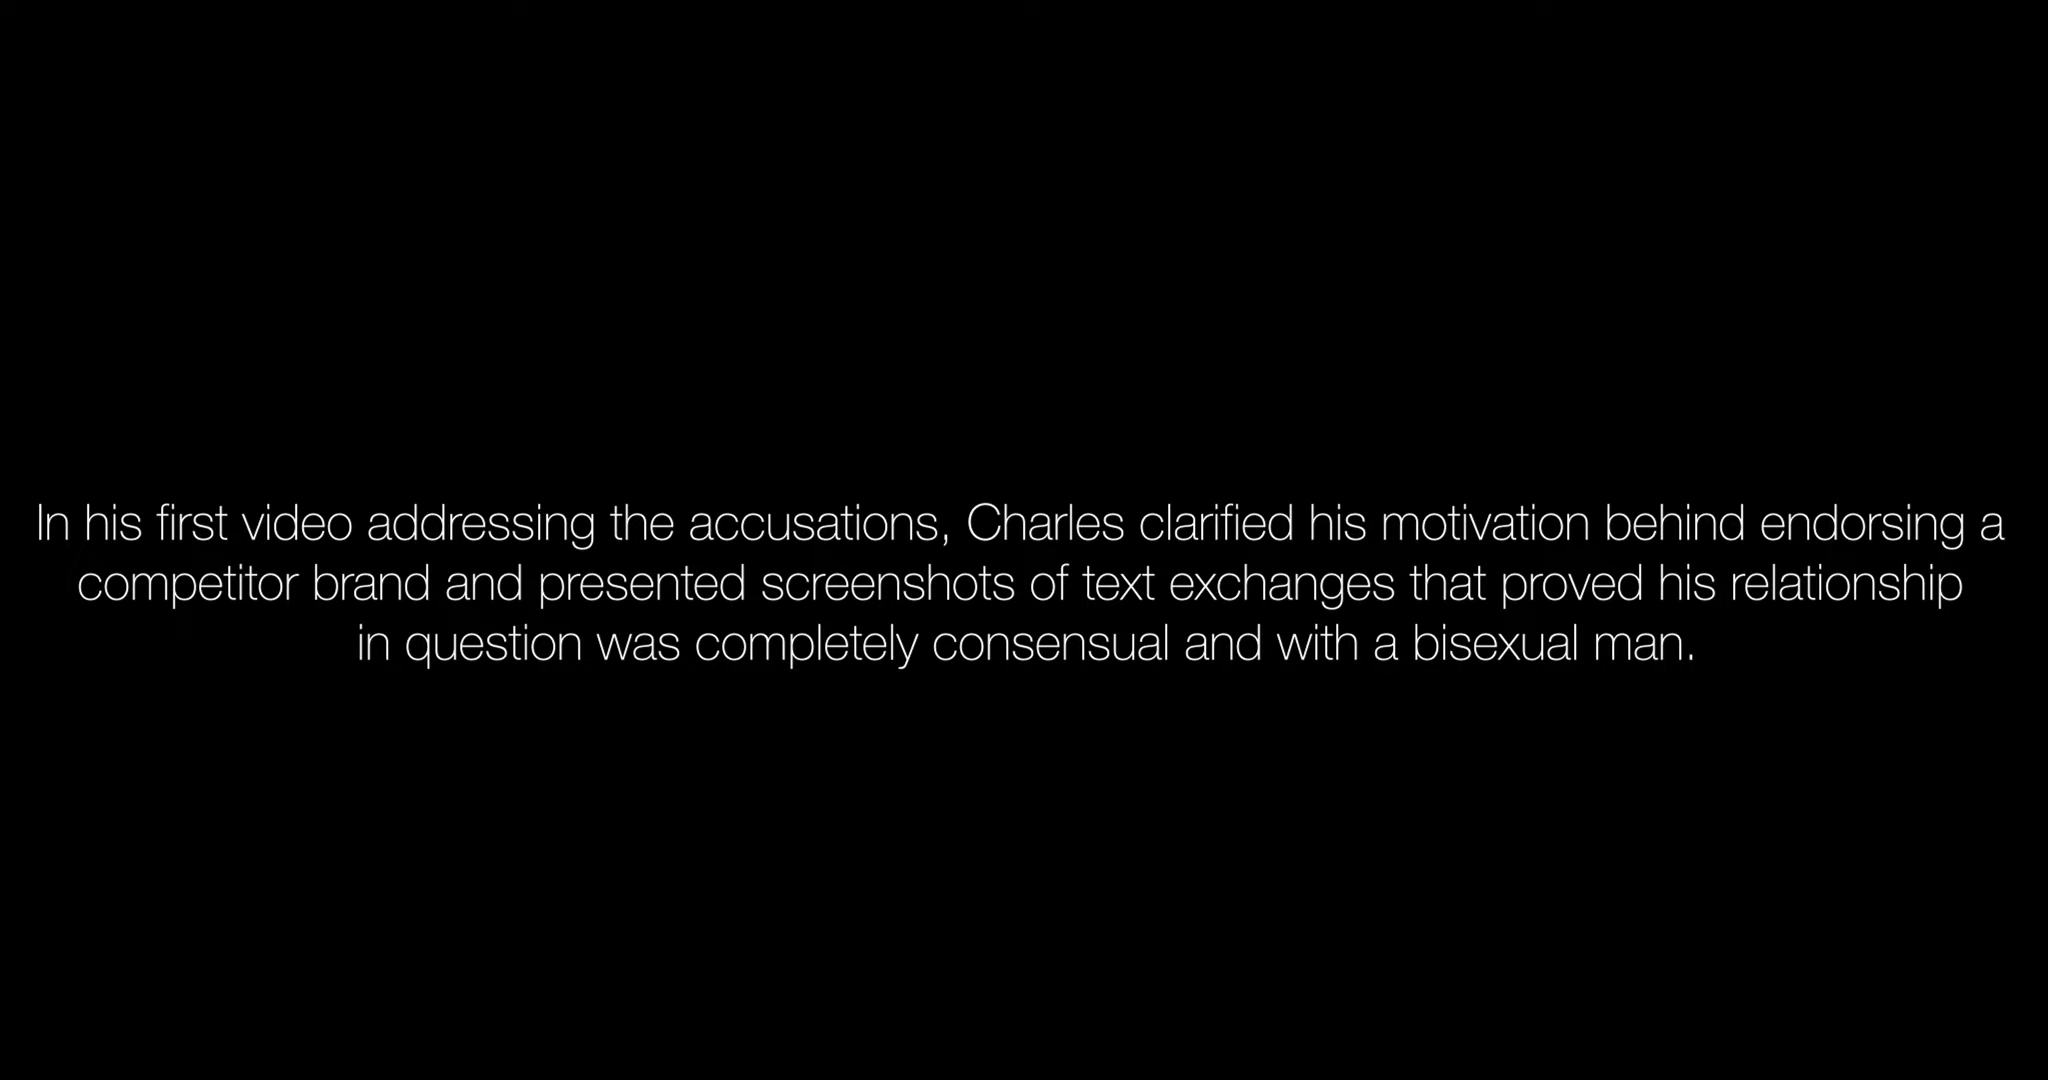 In his first video addressing the accusations, Charles clarified his motivation behind endorsing a
competitor brand and presented screenshots of text exchanges that proved his relationship
in question was completely consensual and with a bisexual man.